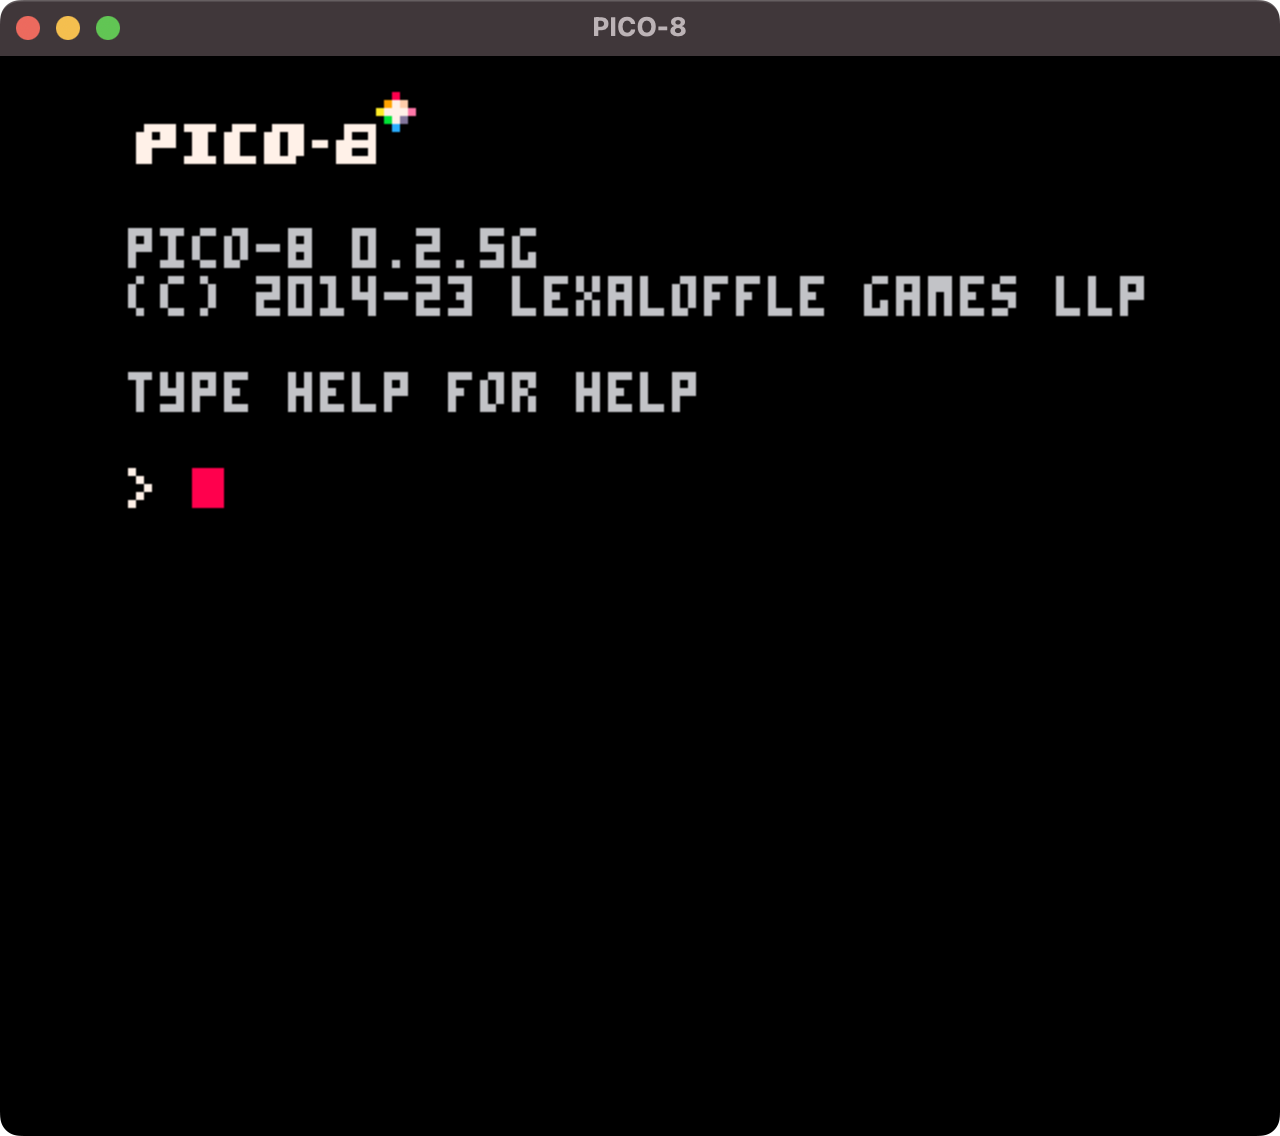 PICO-8
PICO-8
PICO-8 0.2.5G
(C) 2014-23 LEXALOFFLE GAMES LLP
TYPE HELP FOR HELP
>